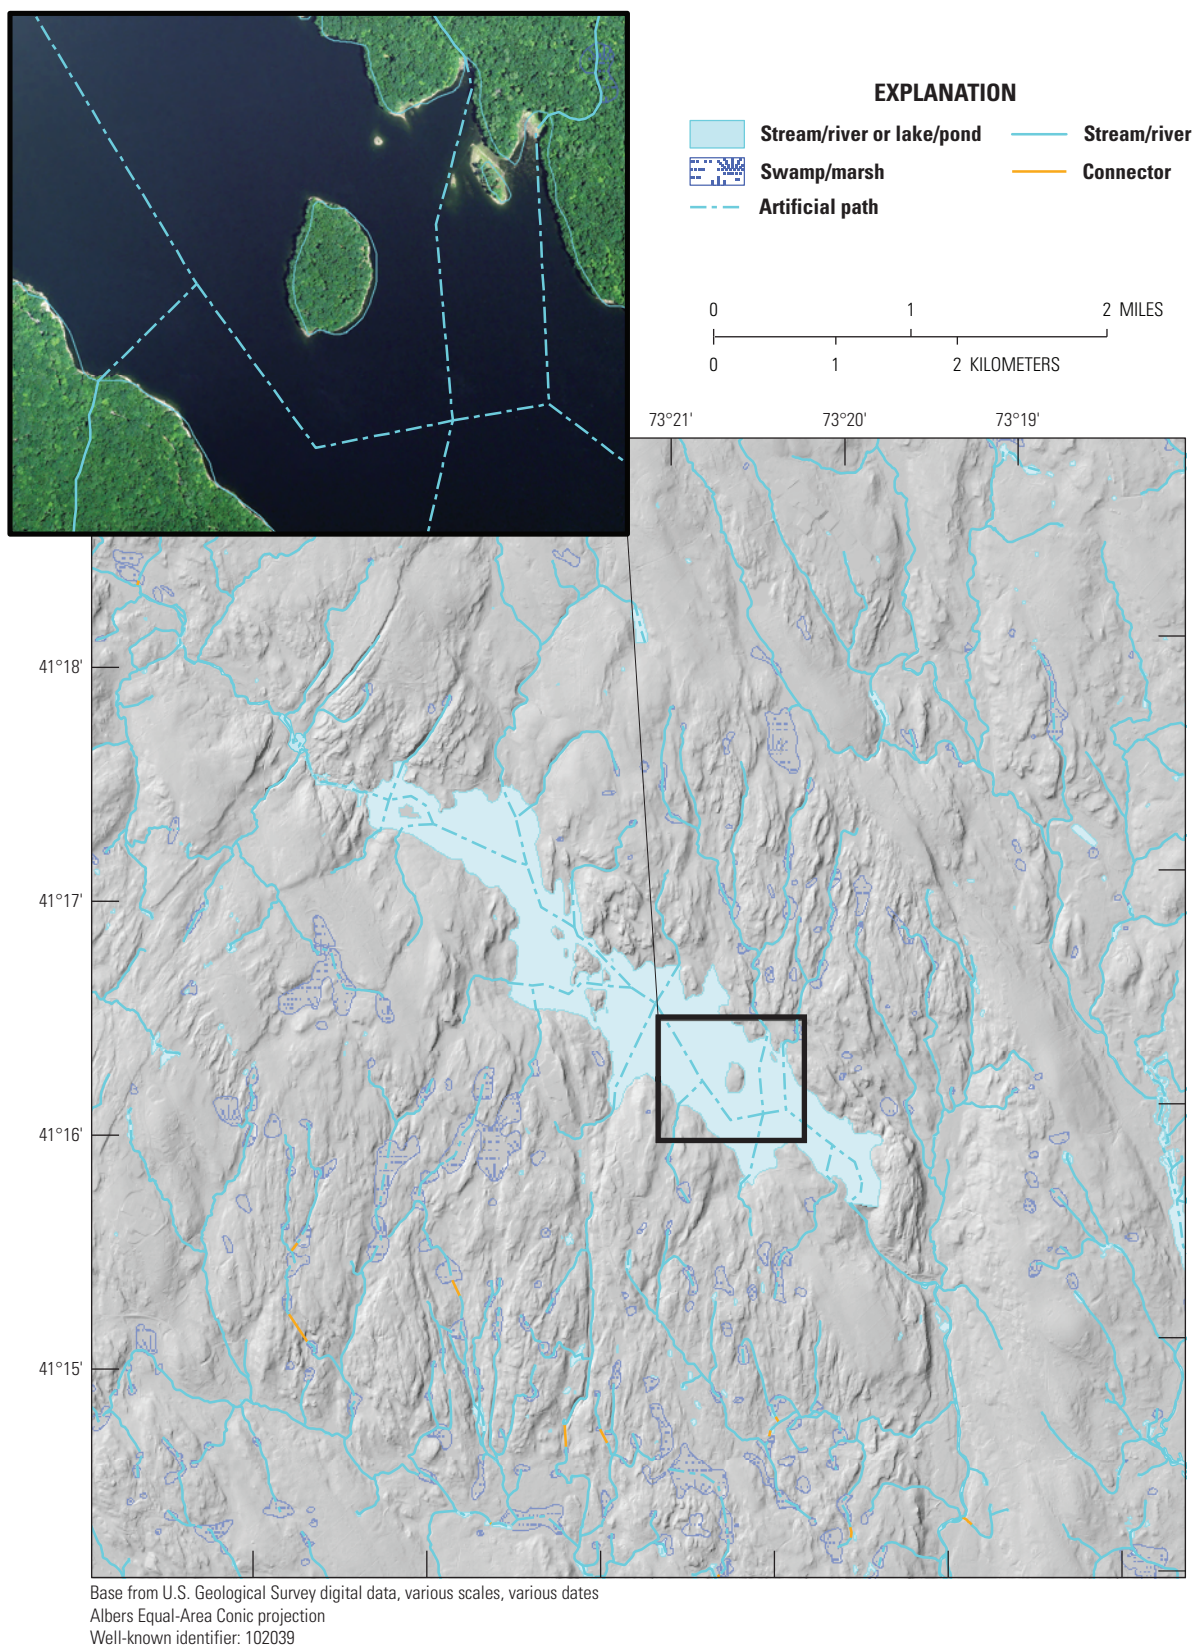 EXPLANATION
Stream/river or lake/pond
Stream/river
Swamp/marsh
Connector
Artificial path
0 1 2 MILES
0 1 2 KILOMETERS
73°21' 73°20' 73°19'
41°18'
41°17'
41°16'
41°15'
Base from U.S. Geological Survey digital data, various scales, various dates
Albers Equal-Area Conic projection
Well-known identifier: 102039